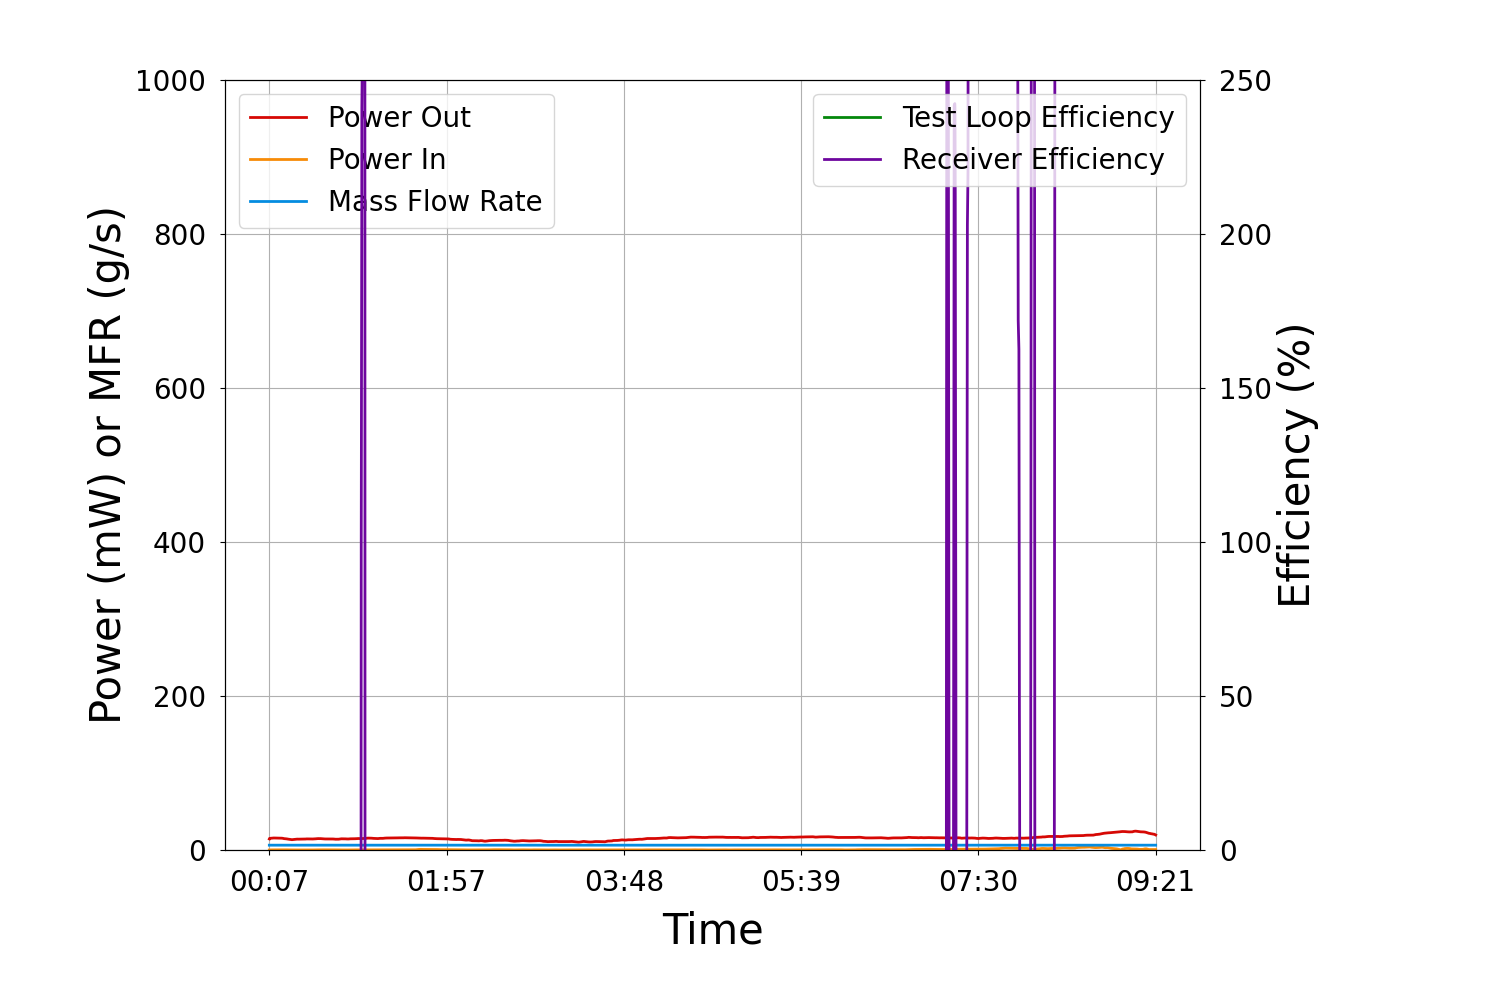 Power (mW) or MFR (g/s)
1000
800
600
400
200
0
Power Out
Power In
Mass Flow Rate
Test Loop Efficiency
Receiver Efficiency
250
200
150
100
50
0
Efficiency (%)
00:07 01:57 03:48 05:39 07:30 09:21
Time